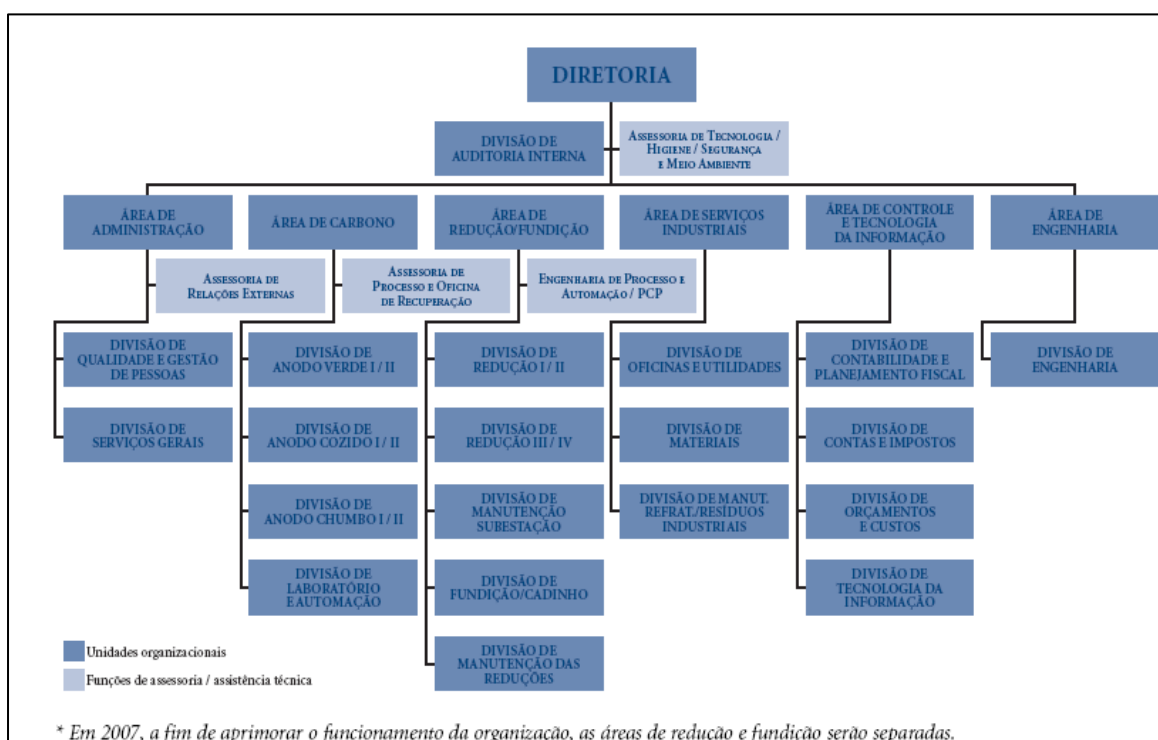 DIRETORIA
DIVISÃO DE
AUDITORIA INTERNA
ASSESSORIA DE TECNOLOGIA /
HIGIENE / SEGURANÇA
E MEIO AMBIENTE
ÁREA DE
ADMINISTRAÇÃO
ÁREA DE CARBONO
ÁREA DE
REDUÇÃO/FUNDIÇÃO
ÁREA DE SERVIÇOS
INDUSTRIAIS
ÁREA DE CONTROLE
E TECNOLOGIA
DA INFORMAÇÃO
ÁREA DE
ENGENHARIA
ASSESSORIA DE
RELAÇÕES EXTERNAS
ASSESSORIA DE
PROCESSO E OFICINA
DE RECUPERAÇÃO
ENGENHARIA DE PROCESSO E
AUTOMAÇÃO / PCP
DIVISÃO DE
QUALIDADE E GESTÃO
DE PESSOAS
DIVISÃO DE
ANODO VERDE I / II
DIVISÃO DE
REDUÇÃO I / II
DIVISÃO DE
OFICINAS E UTILIDADES
DIVISÃO DE
CONTABILIDADE E
PLANEJAMENTO FISCAL
DIVISÃO DE
ENGENHARIA
DIVISÃO DE
SERVIÇOS GERAIS
DIVISÃO DE
ANODO COZIDO I / II
DIVISÃO DE
REDUÇÃO III / IV
DIVISÃO DE
MATERIAIS
DIVISÃO DE
CONTAS E IMPOSTOS
DIVISÃO DE
ANODO CHUMBO I / II
DIVISÃO DE
MANUTENÇÃO
SUBESTAÇÃO
DIVISÃO DE MANUT.
REFRAT./RESÍDUOS
INDUSTRIAIS
DIVISÃO DE
ORÇAMENTOS
E CUSTOS
DIVISÃO DE
LABORATÓRIO
E AUTOMAÇÃO
DIVISÃO DE
FUNDIÇÃO/CADINHO
DIVISÃO DE
TECNOLOGIA DA
INFORMAÇÃO
DIVISÃO DE
MANUTENÇÃO DAS
REDUÇÕES
Unidades organizacionais
Funções de assessoria / assistência técnica
* Em 2007, a fim de aprimorar o funcionamento da organização, as áreas de redução e fundição serão separadas.